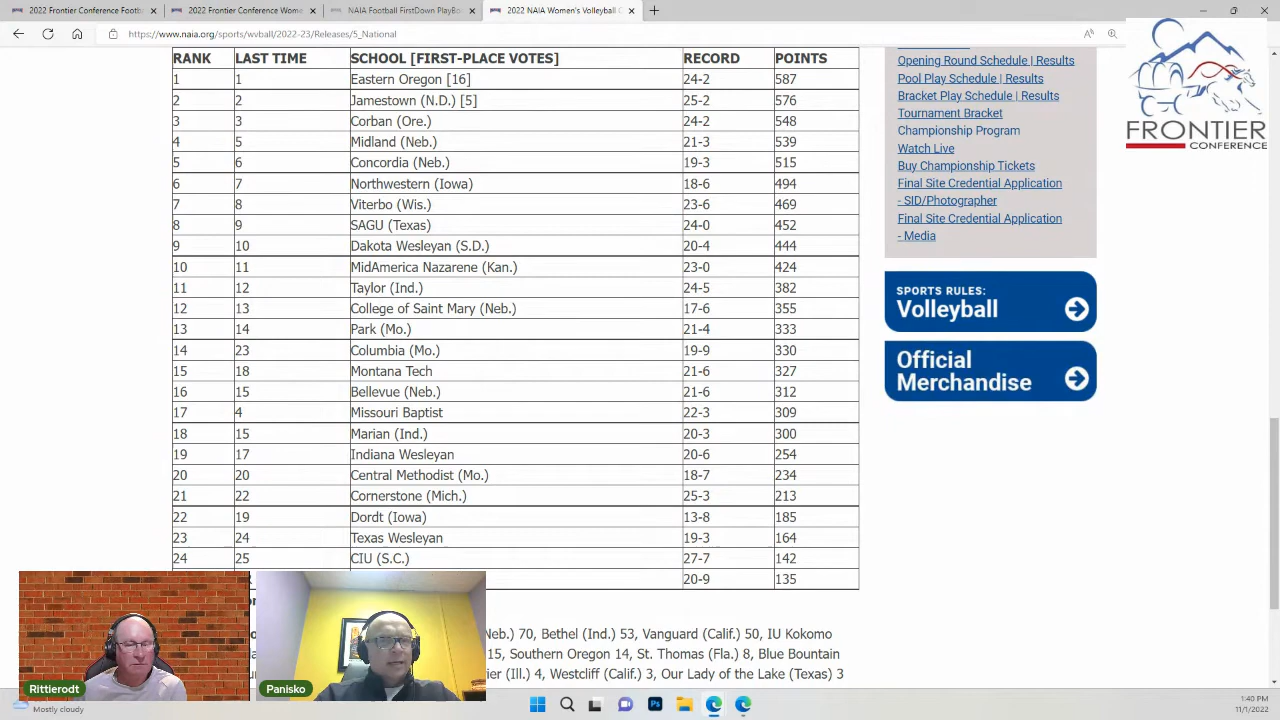 2022 Frontier Conference Footba
2022 Frontier Conference Wome
NAIA Football FirstDown PlayBo
2022 NAIA Women's Volleyball C
https://www.naia.org/sports/wvball/2022-23/Releases/5_National
RANK LAST TIME SCHOOL [FIRST-PLACE VOTES] RECORD POINTS
1 1 Eastern Oregon [16] 24-2 587
2 2 Jamestown (N.D.) [5] 25-2 576
3 3 Corban (Ore.) 24-2 548
4 5 Midland (Neb.) 21-3 539
5 6 Concordia (Neb.) 19-3 515
6 7 Northwestern (Iowa) 18-6 494
7 8 Viterbo (Wis.) 23-6 469
8 9 SAGU (Texas) 24-0 452
9 10 Dakota Wesleyan (S.D.) 20-4 444
10 11 MidAmerica Nazarene (Kan.) 23-0 424
11 12 Taylor (Ind.) 24-5 382
12 13 College of Saint Mary (Neb.) 17-6 355
13 14 Park (Mo.) 21-4 333
14 23 Columbia (Mo.) 19-9 330
15 18 Montana Tech 21-6 327
16 15 Bellevue (Neb.) 21-6 312
17 4 Missouri Baptist 22-3 309
18 15 Marian (Ind.) 20-3 300
19 17 Indiana Wesleyan 20-6 254
20 20 Central Methodist (Mo.) 18-7 234
21 22 Cornerstone (Mich.) 25-3 213
22 19 Dordt (Iowa) 13-8 185
23 24 Texas Wesleyan 19-3 164
24 25 CIU (S.C.) 27-7 142
20-9 135
eb.) 70, Bethel (Ind.) 53, Vanguard (Calif.) 50, IU Kokomo
15, Southern Oregon 14, St. Thomas (Fla.) 8, Blue Bountain
er (Ill.) 4, Westcliff (Calif.) 3, Our Lady of the Lake (Texas) 3
Opening Round Schedule | Results
Pool Play Schedule | Results
Bracket Play Schedule | Results
Tournament Bracket
Championship Program
Watch Live
Buy Championship Tickets
Final Site Credential Application
- SID/Photographer
Final Site Credential Application
- Media
SPORTS RULES:
Volleyball
Official
Merchandise
FRONTIER
CONFERENCE
Rittierodt
Panisko
Mostly cloudy
1:40 PM
11/1/2022